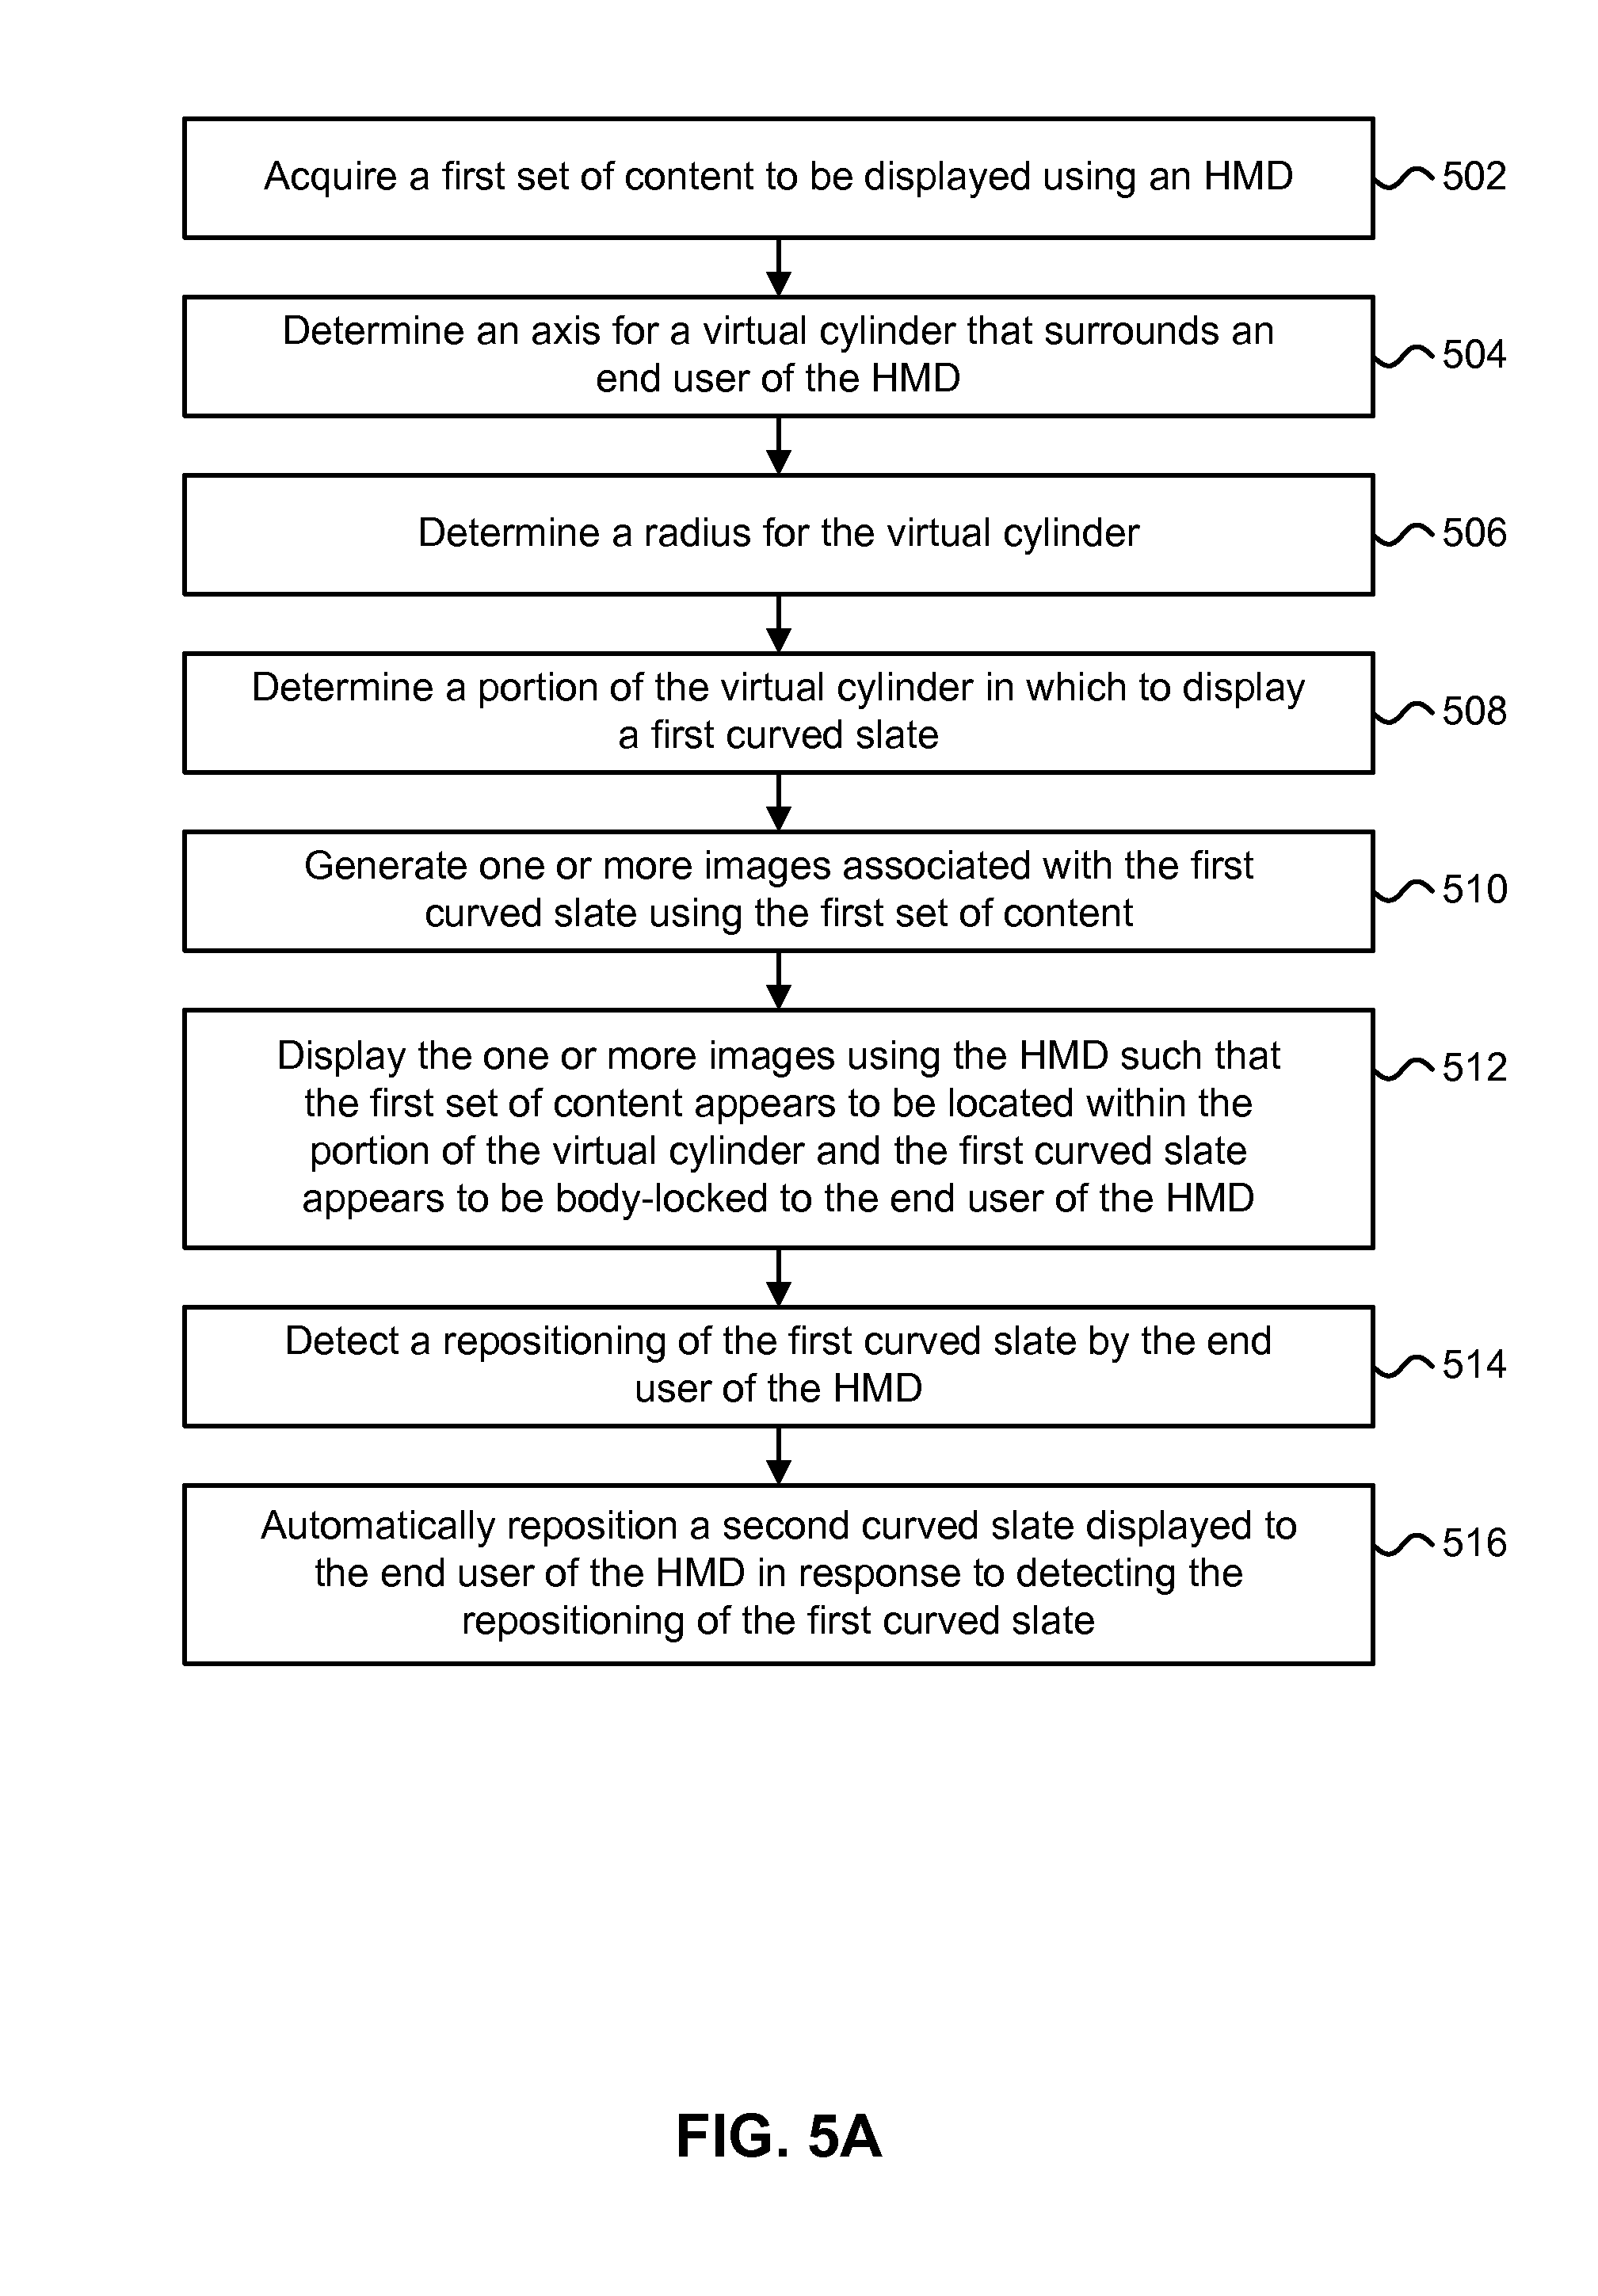 Acquire a first set of content to be displayed using an HMD
502
Determine an axis for a virtual cylinder that surrounds an
end user of the HMD
504
Determine a radius for the virtual cylinder
506
Determine a portion of the virtual cylinder in which to display
a first curved slate
508
Generate one or more images associated with the first
curved slate using the first set of content
510
Display the one or more images using the HMD such that
the first set of content appears to be located within the
portion of the virtual cylinder and the first curved slate
appears to be body-locked to the end user of the HMD
512
Detect a repositioning of the first curved slate by the end
user of the HMD
514
Automatically reposition a second curved slate displayed to
the end user of the HMD in response to detecting the
repositioning of the first curved slate
516
FIG. 5A